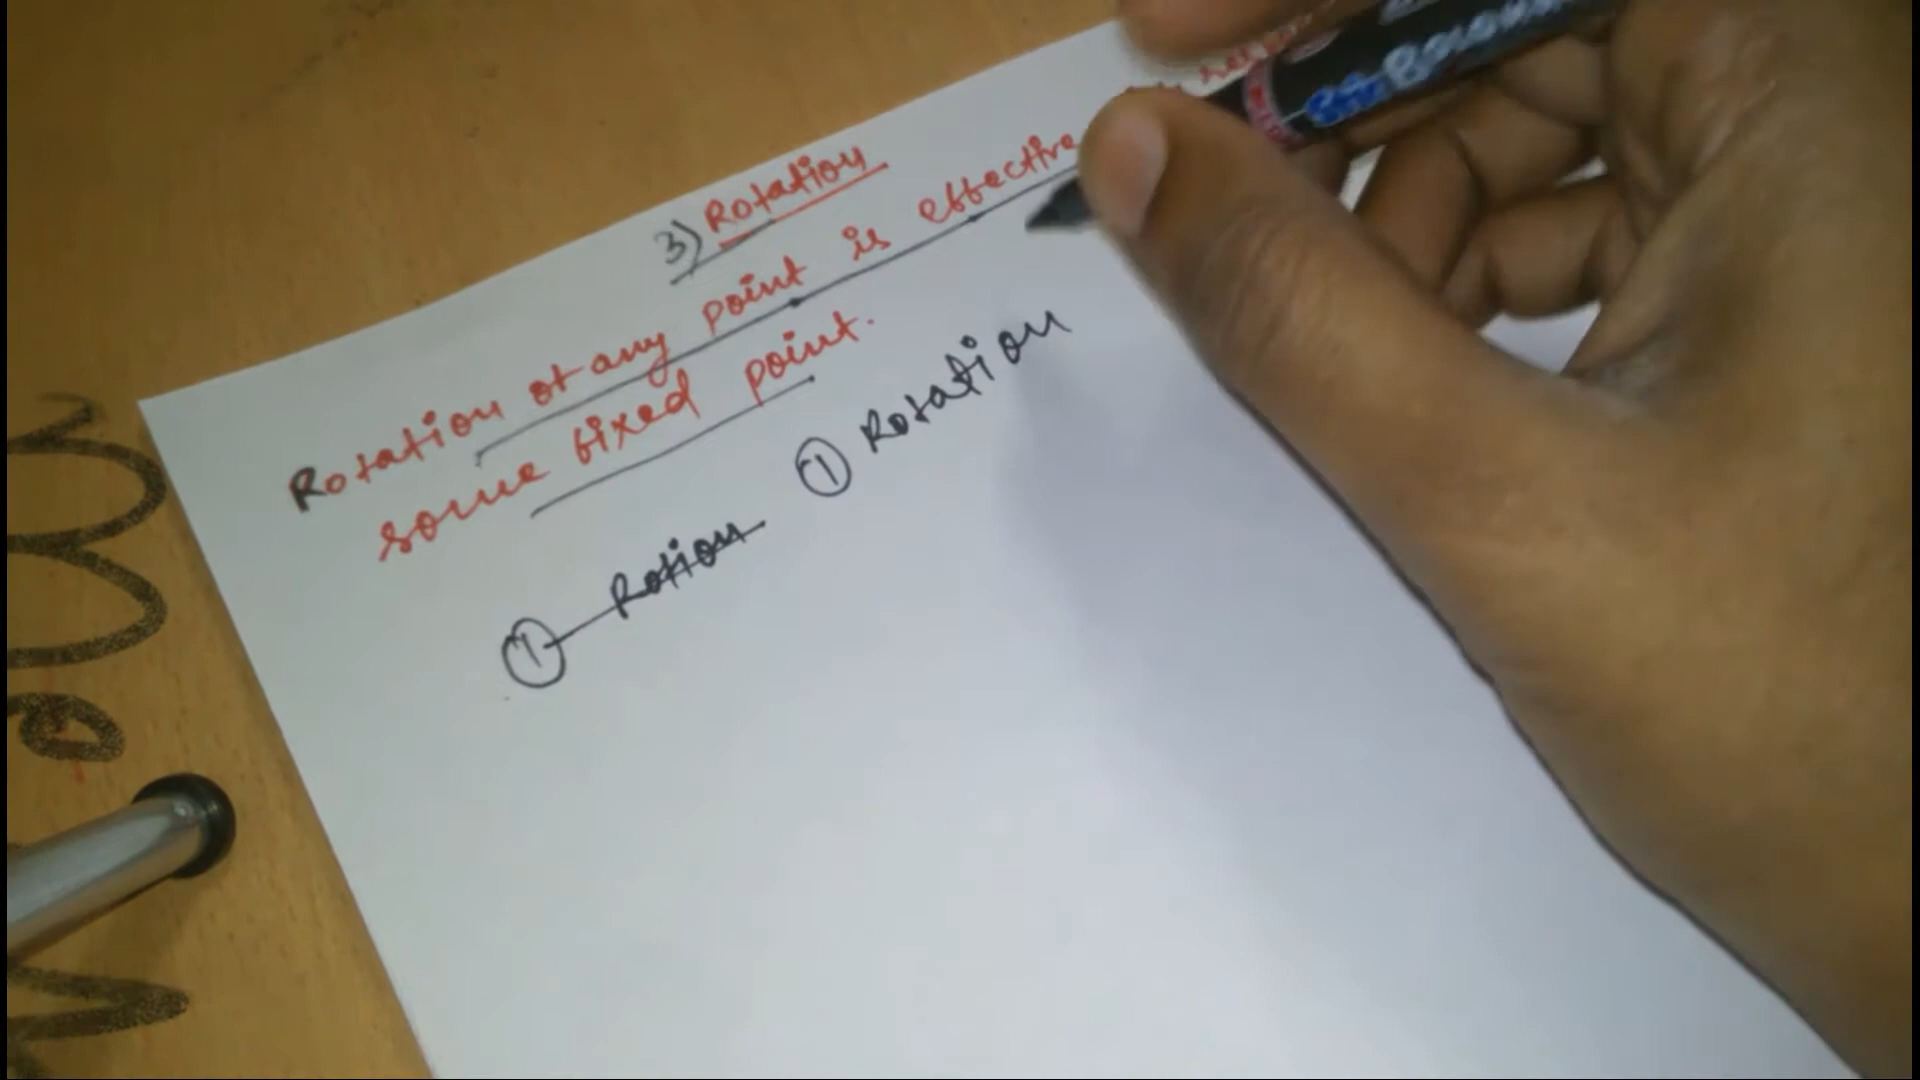 3) Rotation
Rotation of any point is effective
some fixed point.
① Rotation
① Rotion